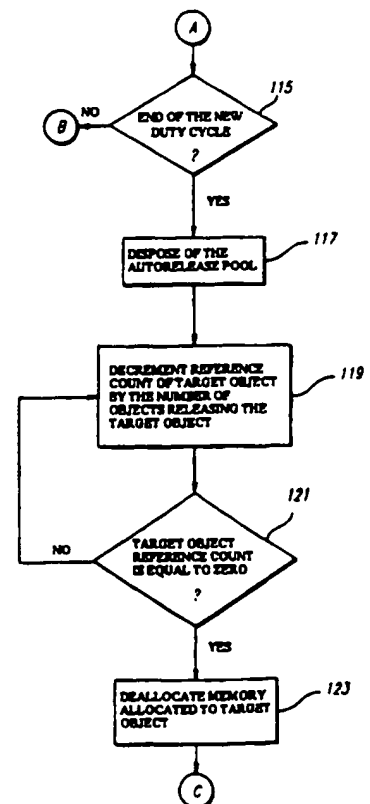 A
115
END OF THE NEW
DUTY CYCLE
?
NO
B
YES
117
DISPOSE OF THE
AUTORELEASE POOL
119
DECREMENT REFERENCE
COUNT OF TARGET OBJECT
BY THE NUMBER OF
OBJECTS RELEASING THE
TARGET OBJECT
121
TARGET OBJECT
REFERENCE COUNT
IS EQUAL TO ZERO
?
NO
YES
123
DEALLOCATE MEMORY
ALLOCATED TO TARGET
OBJECT
C